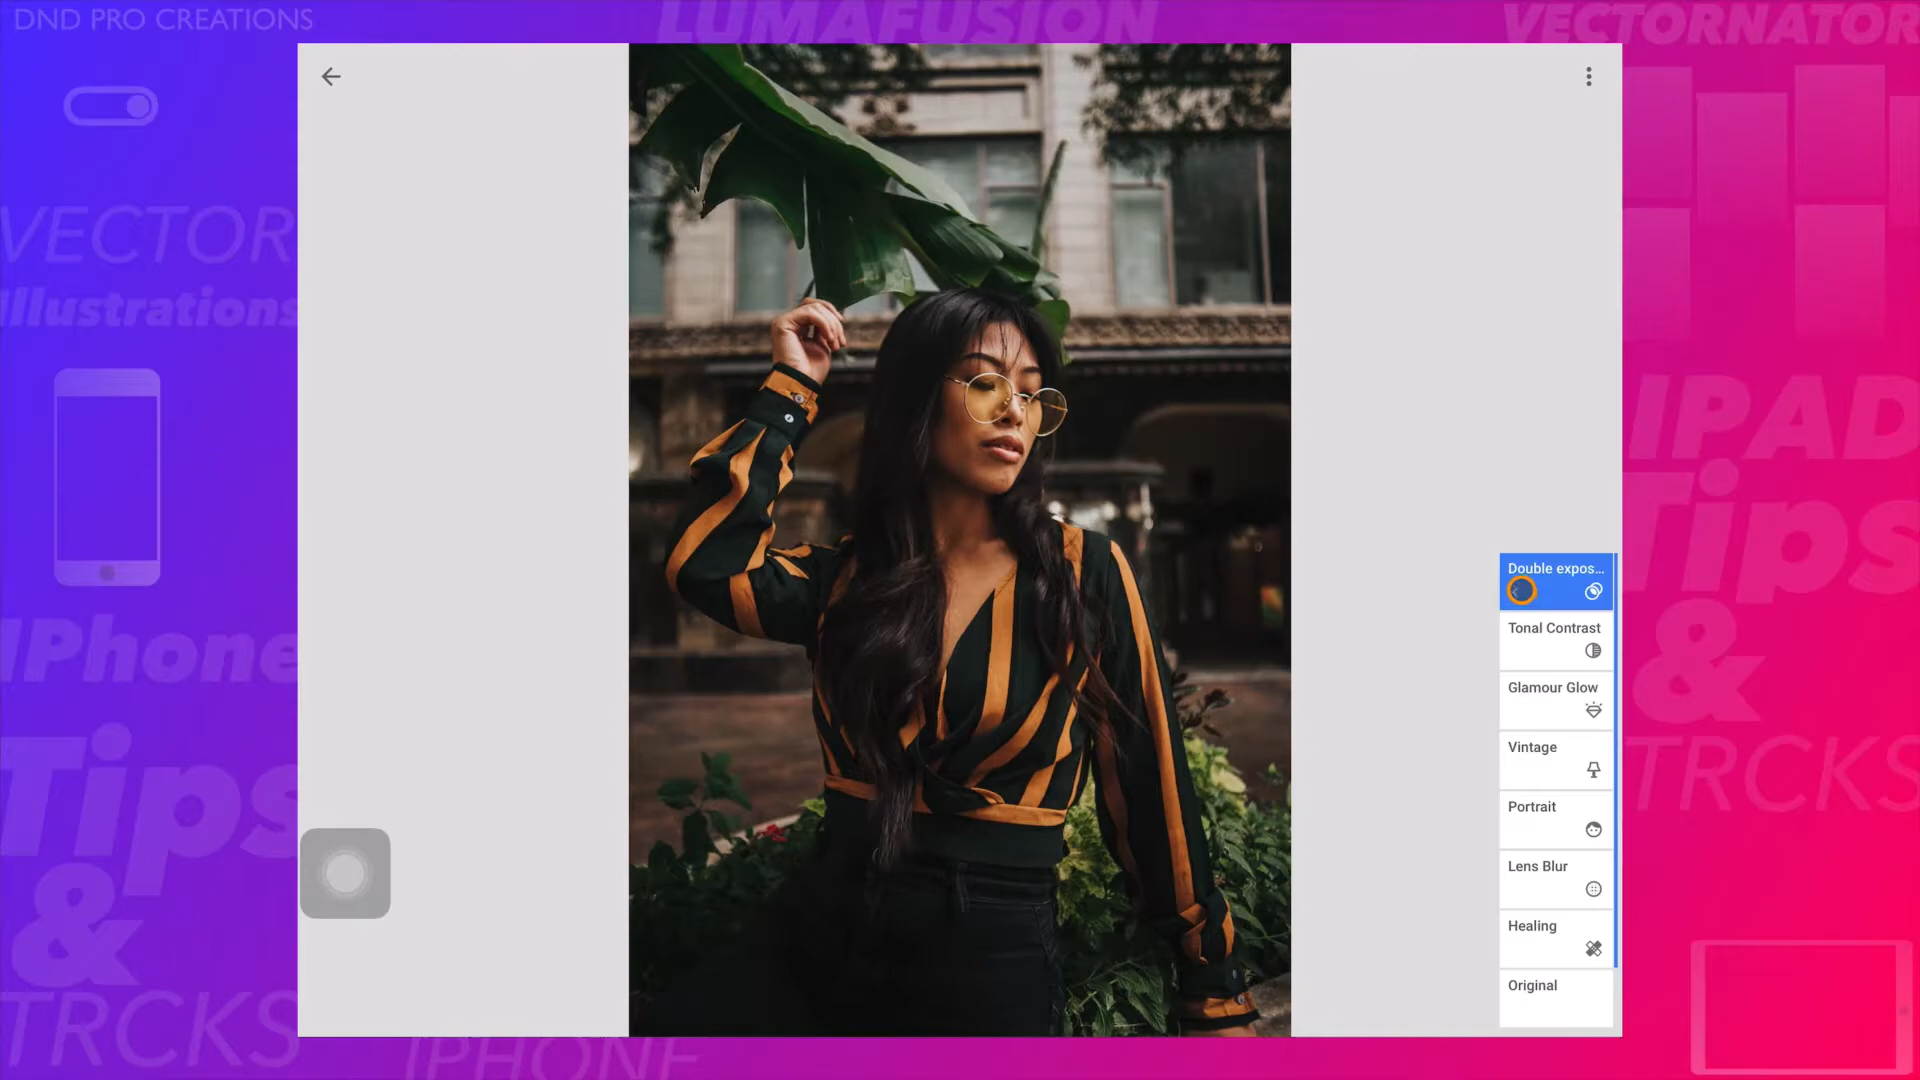 DND PRO CREATIONS
LUMAFUSION
VECTORNATOR
VECTOR
Illustrations
IPhone
Tips
&
TRCKS
IPHONE
IPAD
Tips
&
TRCKS
Double expos...
Tonal Contrast
Glamour Glow
Vintage
Portrait
Lens Blur
Healing
Original